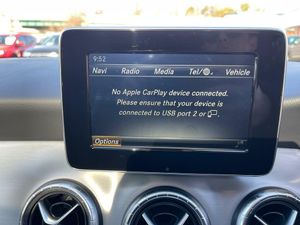 9:52
Navi Radio Media Tel/ Vehicle
No Apple CarPlay device connected.
Please ensure that your device is
connected to USB port 2 or
Options